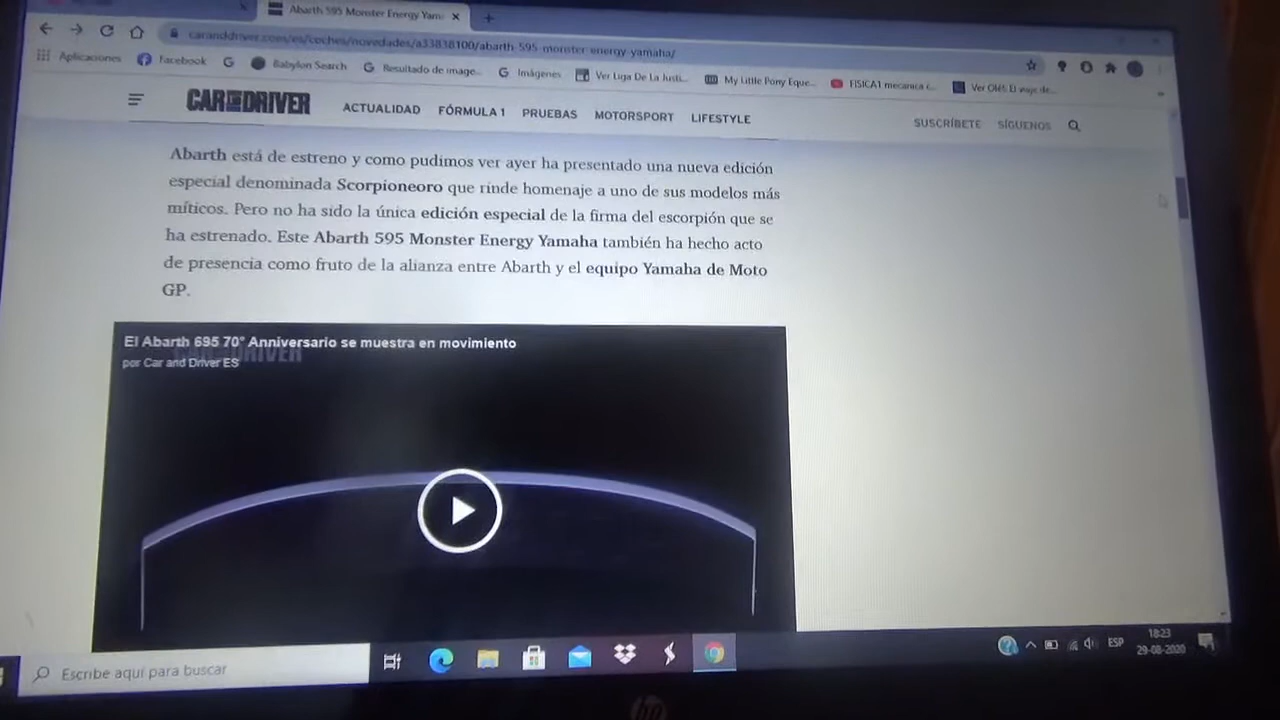 Abarth 595 Monster Energy Yama
caranddriver.com/es/coches/novedades/a33838100/abarth-595-monster-energy-yamaha/
Aplicaciones Facebook Babylon Search Resultado de image... Imágenes Ver Liga De La Justi... My Little Pony Eque... FISICA1 mecanica c... Ver Olé! El viaje de...
CAR AND DRIVER ACTUALIDAD FÓRMULA 1 PRUEBAS MOTORSPORT LIFESTYLE SUSCRÍBETE SÍGUENOS
Abarth está de estreno y como pudimos ver ayer ha presentado una nueva edición
especial denominada Scorpioneoro que rinde homenaje a uno de sus modelos más
míticos. Pero no ha sido la única edición especial de la firma del escorpión que se
ha estrenado. Este Abarth 595 Monster Energy Yamaha también ha hecho acto
de presencia como fruto de la alianza entre Abarth y el equipo Yamaha de Moto
GP.
El Abarth 695 70° Anniversario se muestra en movimiento
por Car and Driver ES
CAR AND DRIVER
Escribe aquí para buscar
ESP
18:23
29-08-2020
hp